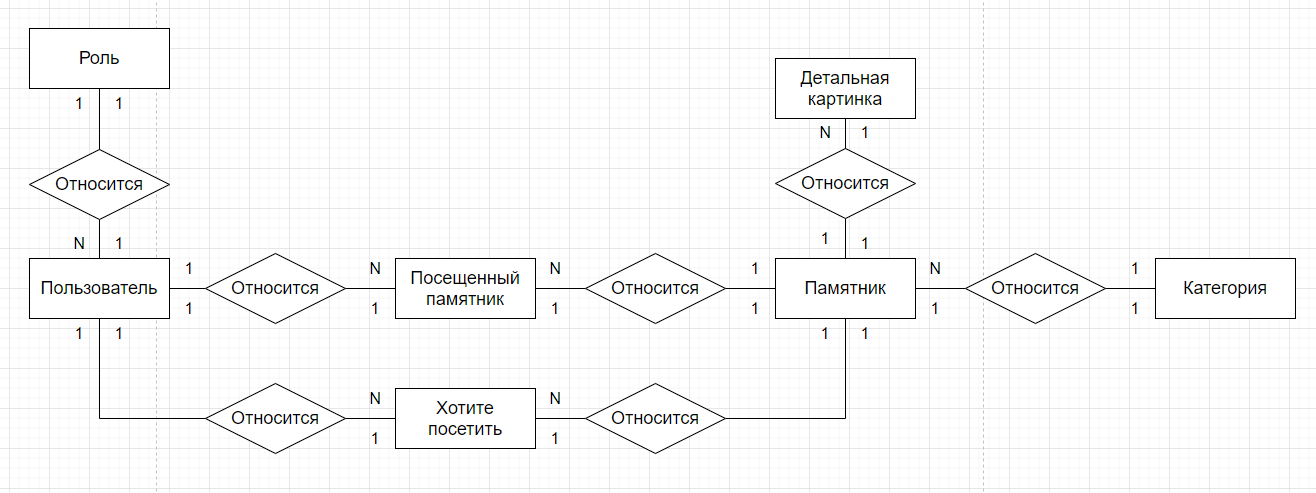 Роль
1 1
Детальная
картинка
N 1
Относится
Относится
N 1
1 1
Пользователь
1
1
Относится
N
1
Посещенный
памятник
N
1
Относится
1
1
Памятник
N
1
Относится
1
1
Категория
1 1
1 1
Относится
N
1
Хотите
посетить
N
1
Относится